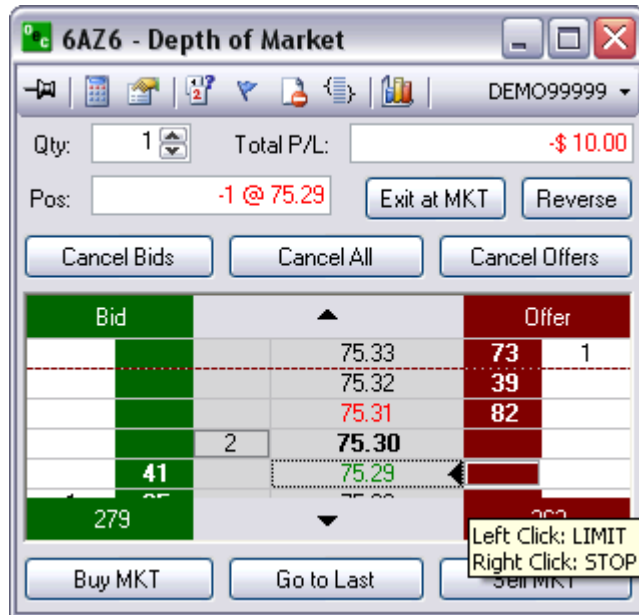 6AZ6 - Depth of Market
DEMO99999
Qty: 1 Total P/L: -$ 10.00
Pos: -1 @ 75.29 Exit at MKT Reverse
Cancel Bids Cancel All Cancel Offers
Bid Offer
75.33 73 1
75.32 39
75.31 82
2 75.30
41 75.29
279
Left Click: LIMIT
Right Click: STOP
Buy MKT Go to Last Sell MKT